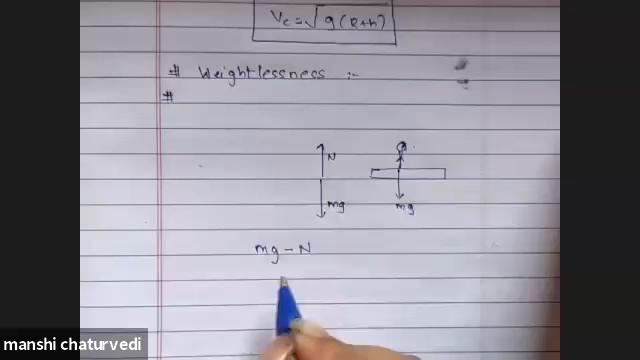 Vc = √g(R+h)
# Weightlessness :-
#
N
mg
mg
mg - N
manshi chaturvedi